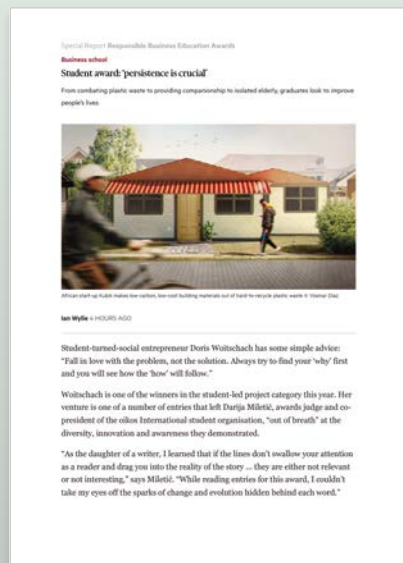 Special Report Responsible Business Education Awards
Business school
Student award: 'persistence is crucial'
From combating plastic waste to providing companionship to isolated elderly, graduates look to improve
people's lives
African start-up Kubik makes low-carbon, low-cost building materials out of hard-to-recycle plastic waste © Vitamar Diaz
Ian Wylie 4 HOURS AGO
Student-turned-social entrepreneur Doris Woitschach has some simple advice:
"Fall in love with the problem, not the solution. Always try to find your 'why' first
and you will see how the 'how' will follow."
Woitschach is one of the winners in the student-led project category this year. Her
venture is one of a number of entries that left Darija Miletić, awards judge and co-
president of the oikos International student organisation, "out of breath" at the
diversity, innovation and awareness they demonstrated.
"As the daughter of a writer, I learned that if the lines don't swallow your attention
as a reader and drag you into the reality of the story ... they are either not relevant
or not interesting," says Miletić. "While reading entries for this award, I couldn't
take my eyes off the sparks of change and evolution hidden behind each word."